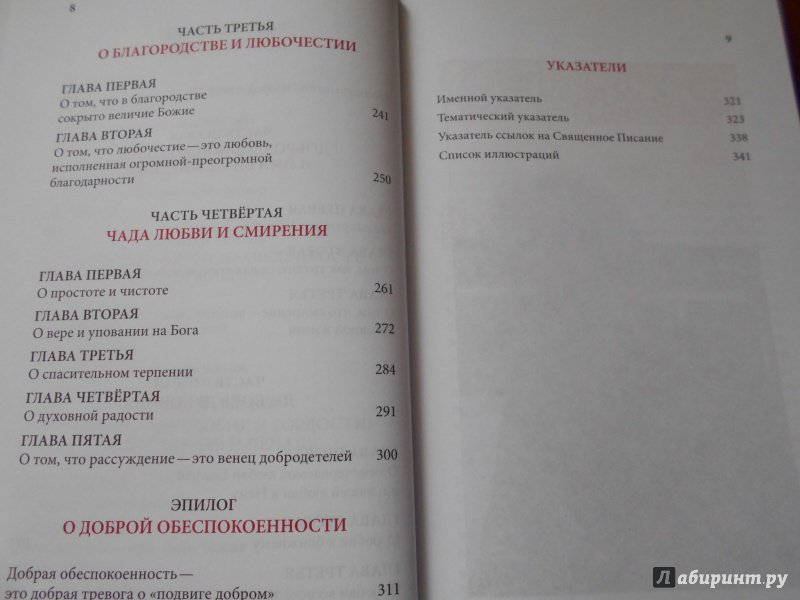 8
ЧАСТЬ ТРЕТЬЯ
О БЛАГОРОДСТВЕ И ЛЮБОЧЕСТИИ
ГЛАВА ПЕРВАЯ
О том, что в благородстве
сокрыто величие Божие 241
ГЛАВА ВТОРАЯ
О том, что любочестие — это любовь,
исполненная огромной-преогромной
благодарности 250
ЧАСТЬ ЧЕТВЁРТАЯ
ЧАДА ЛЮБВИ И СМИРЕНИЯ
ГЛАВА ПЕРВАЯ
О простоте и чистоте 261
ГЛАВА ВТОРАЯ
О вере и уповании на Бога 272
ГЛАВА ТРЕТЬЯ
О спасительном терпении 284
ГЛАВА ЧЕТВЁРТАЯ
О духовной радости 291
ГЛАВА ПЯТАЯ
О том, что рассуждение — это венец добродетелей 300
ЭПИЛОГ
О ДОБРОЙ ОБЕСПОКОЕННОСТИ
Добрая обеспокоенность —
это добрая тревога о «подвиге добром» 311
9
УКАЗАТЕЛИ
Именной указатель 321
Тематический указатель 323
Указатель ссылок на Священное Писание 338
Список иллюстраций 341
Лабиринт.ру